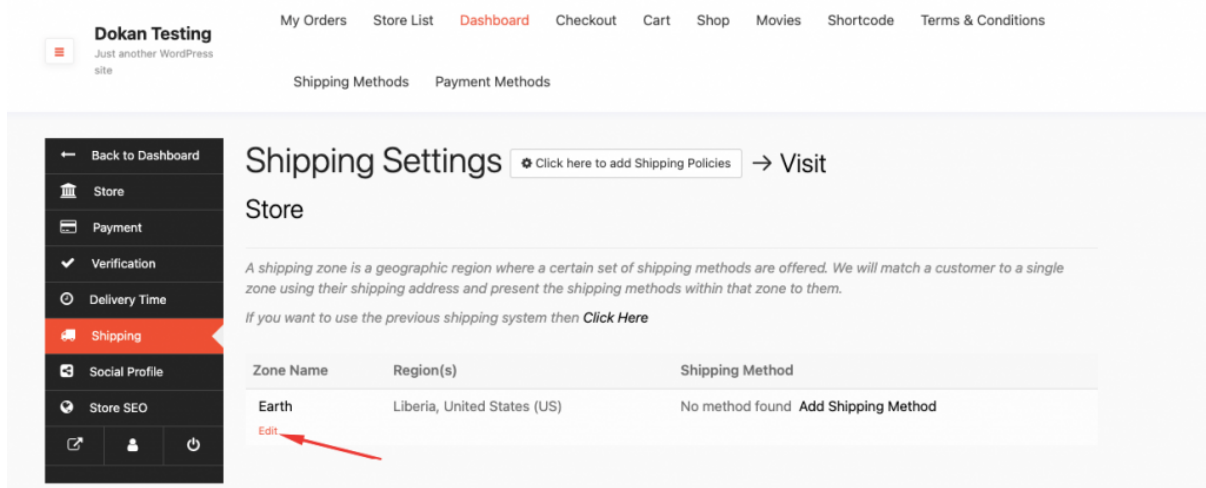 Dokan Testing
Just another WordPress
site
My Orders Store List Dashboard Checkout Cart Shop Movies Shortcode Terms & Conditions
Shipping Methods Payment Methods
Back to Dashboard
Store
Payment
Verification
Delivery Time
Shipping
Social Profile
Store SEO
Shipping Settings Click here to add Shipping Policies → Visit
Store
A shipping zone is a geographic region where a certain set of shipping methods are offered. We will match a customer to a single
zone using their shipping address and present the shipping methods within that zone to them.
If you want to use the previous shipping system then Click Here
Zone Name Region(s) Shipping Method
Earth Liberia, United States (US) No method found Add Shipping Method
Edit